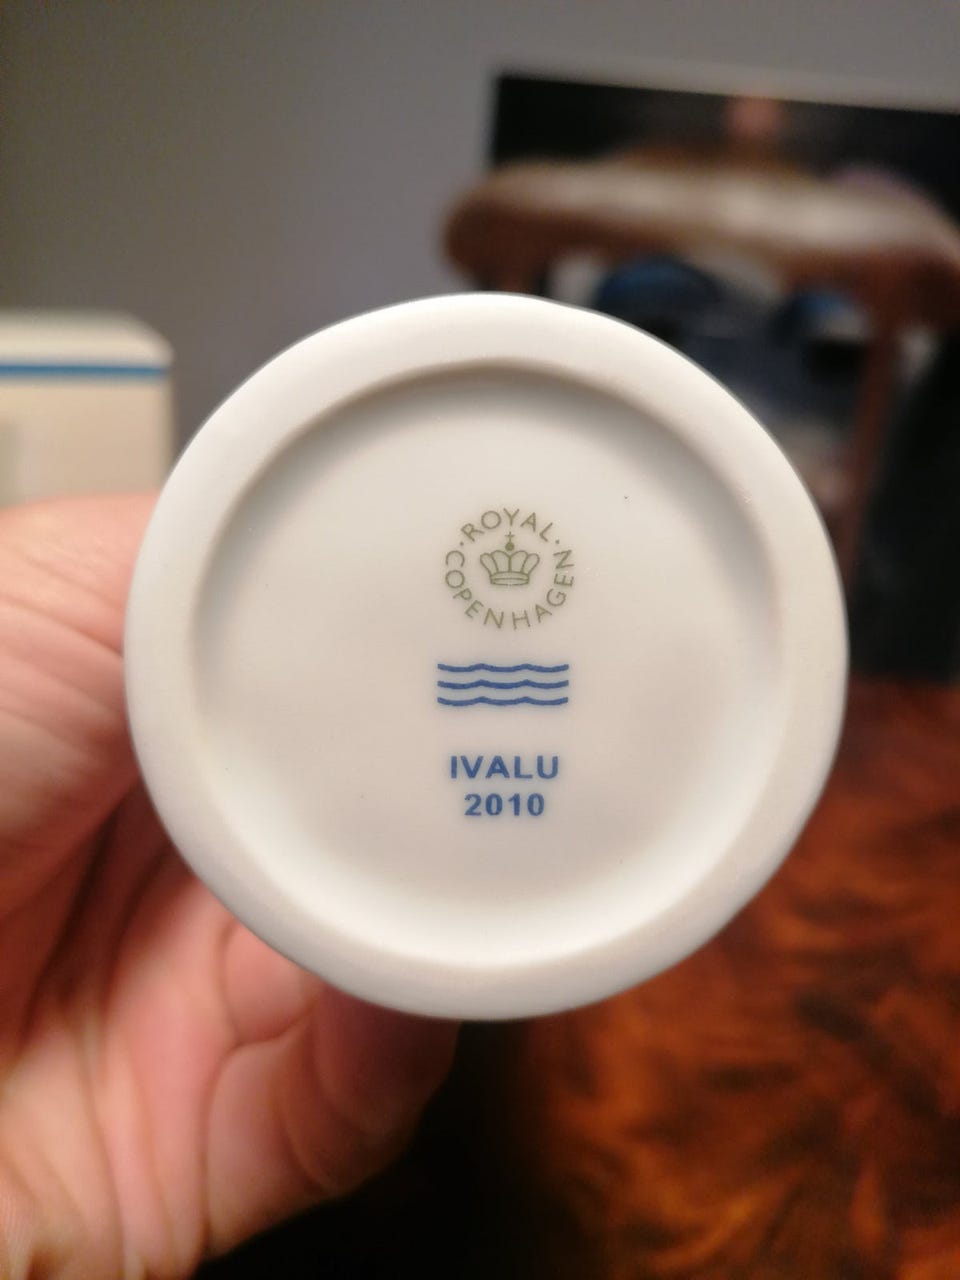 ROYAL
COPENHAGEN
IVALU
2010